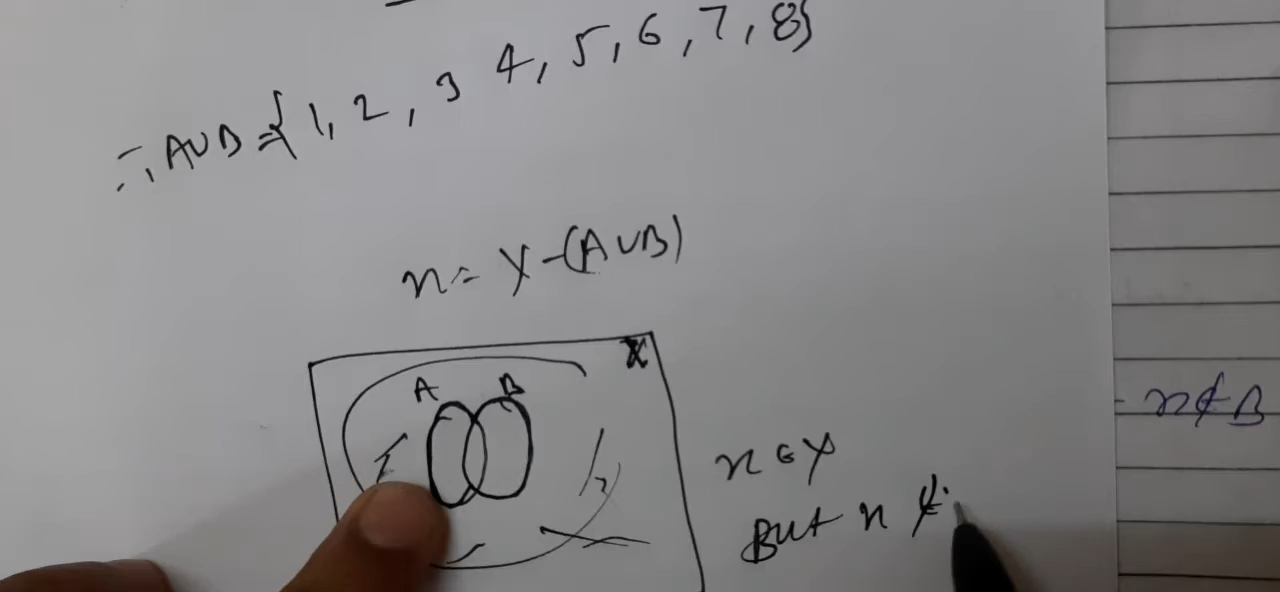 ∴ A∪B = {1, 2, 3 4, 5, 6, 7, 8}
n = X - (A∪B)
X
A B
n ∈ X
But n ∉
n ∉ B